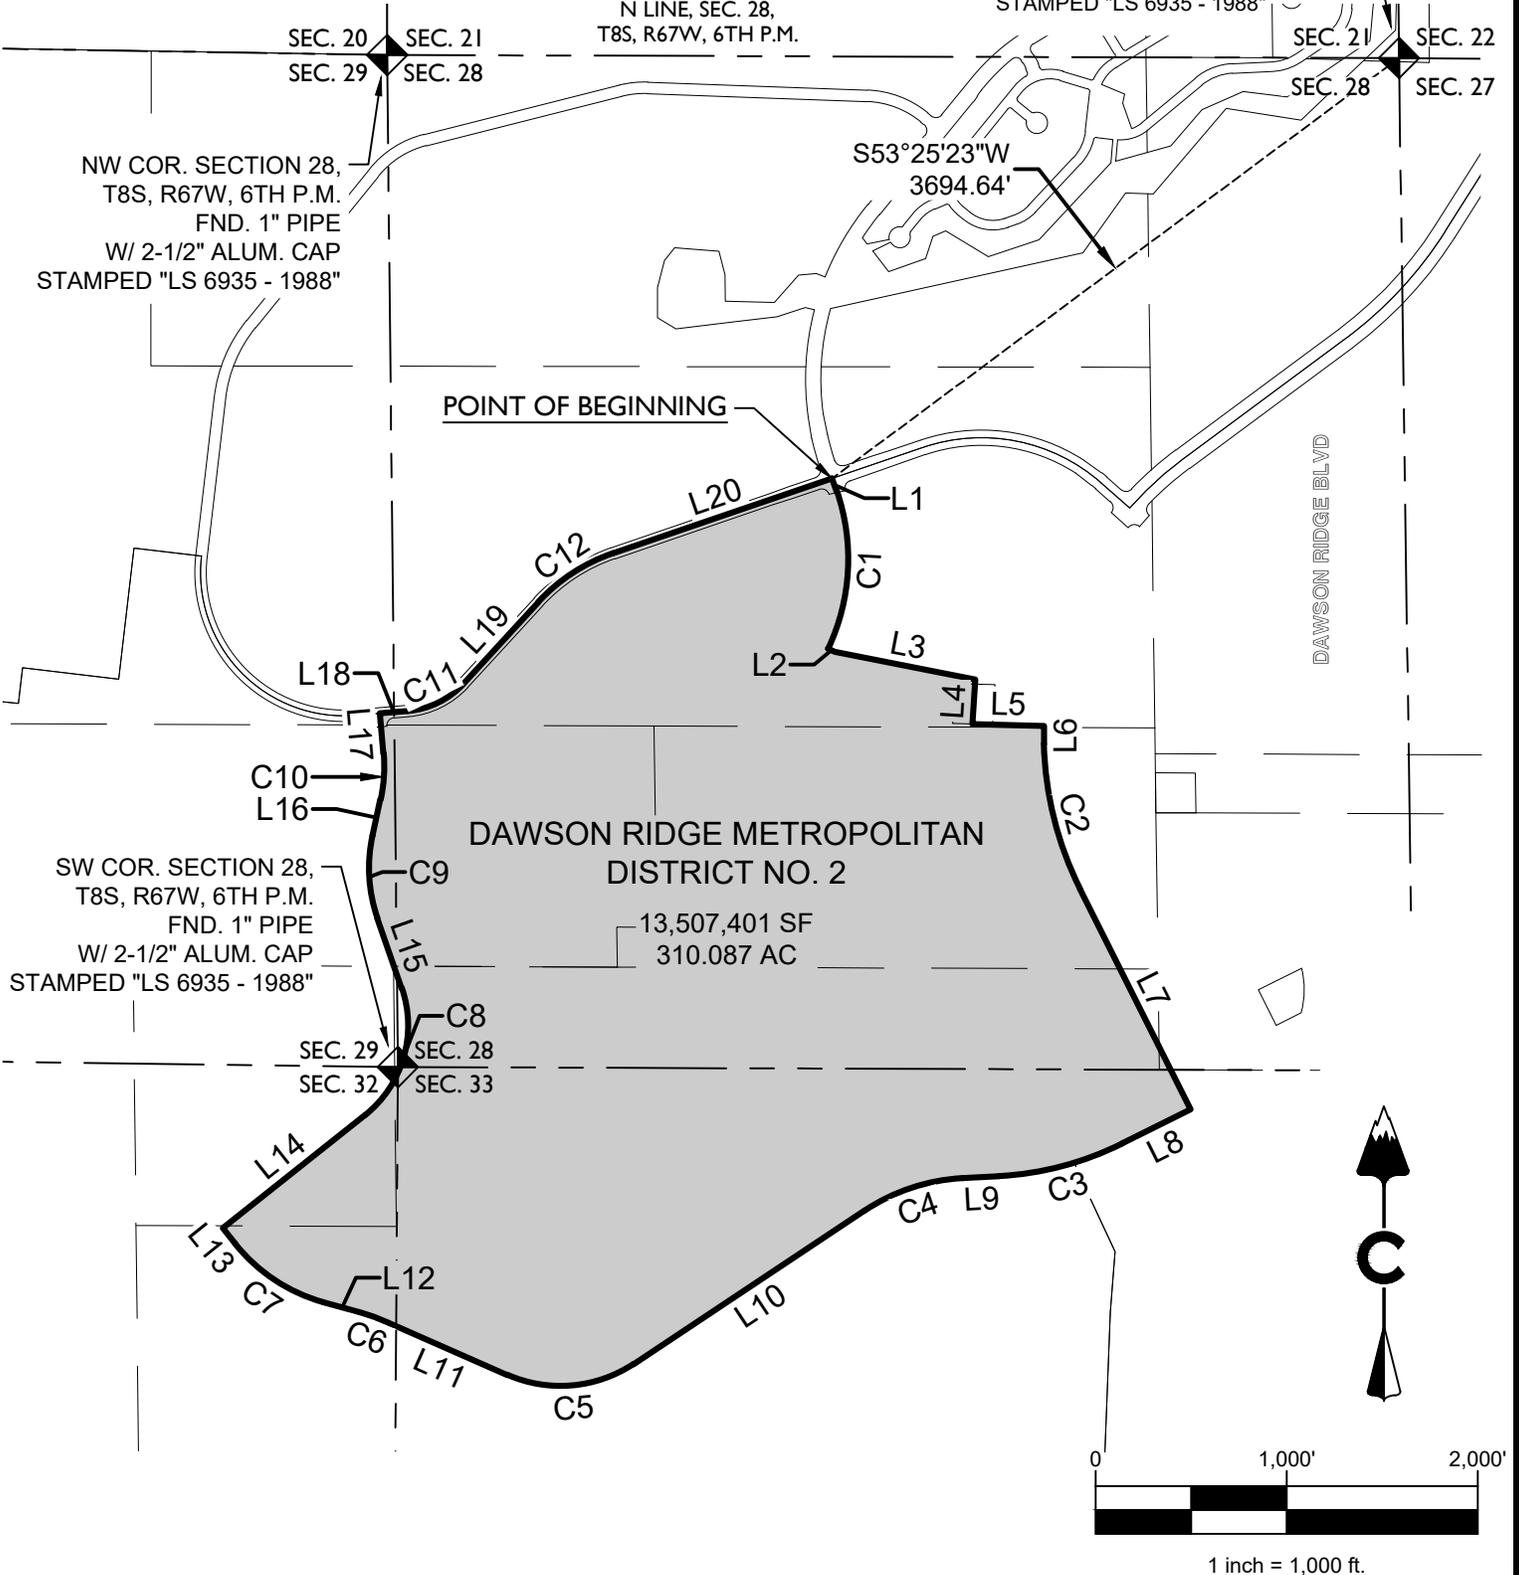 N LINE, SEC. 28,
T8S, R67W, 6TH P.M.
STAMPED "LS 6935 - 1988"
SEC. 20
SEC. 21
SEC. 29
SEC. 28
SEC. 21
SEC. 22
SEC. 28
SEC. 27
NW COR. SECTION 28,
T8S, R67W, 6TH P.M.
FND. 1" PIPE
W/ 2-1/2" ALUM. CAP
STAMPED "LS 6935 - 1988"
S53°25'23"W
3694.64'
POINT OF BEGINNING
L20
L1
C12
C1
DAWSON RIDGE BLVD
L19
L2
L3
L18
C11
L4
L5
L17
L6
C10
L16
C2
DAWSON RIDGE METROPOLITAN
DISTRICT NO. 2
13,507,401 SF
310.087 AC
SW COR. SECTION 28,
T8S, R67W, 6TH P.M.
FND. 1" PIPE
W/ 2-1/2" ALUM. CAP
STAMPED "LS 6935 - 1988"
C9
L15
L7
C8
SEC. 29
SEC. 28
SEC. 32
SEC. 33
L14
L8
C3
L9
C4
L13
L12
C7
L10
C6
L11
C5
C
0
1,000'
2,000'
1 inch = 1,000 ft.